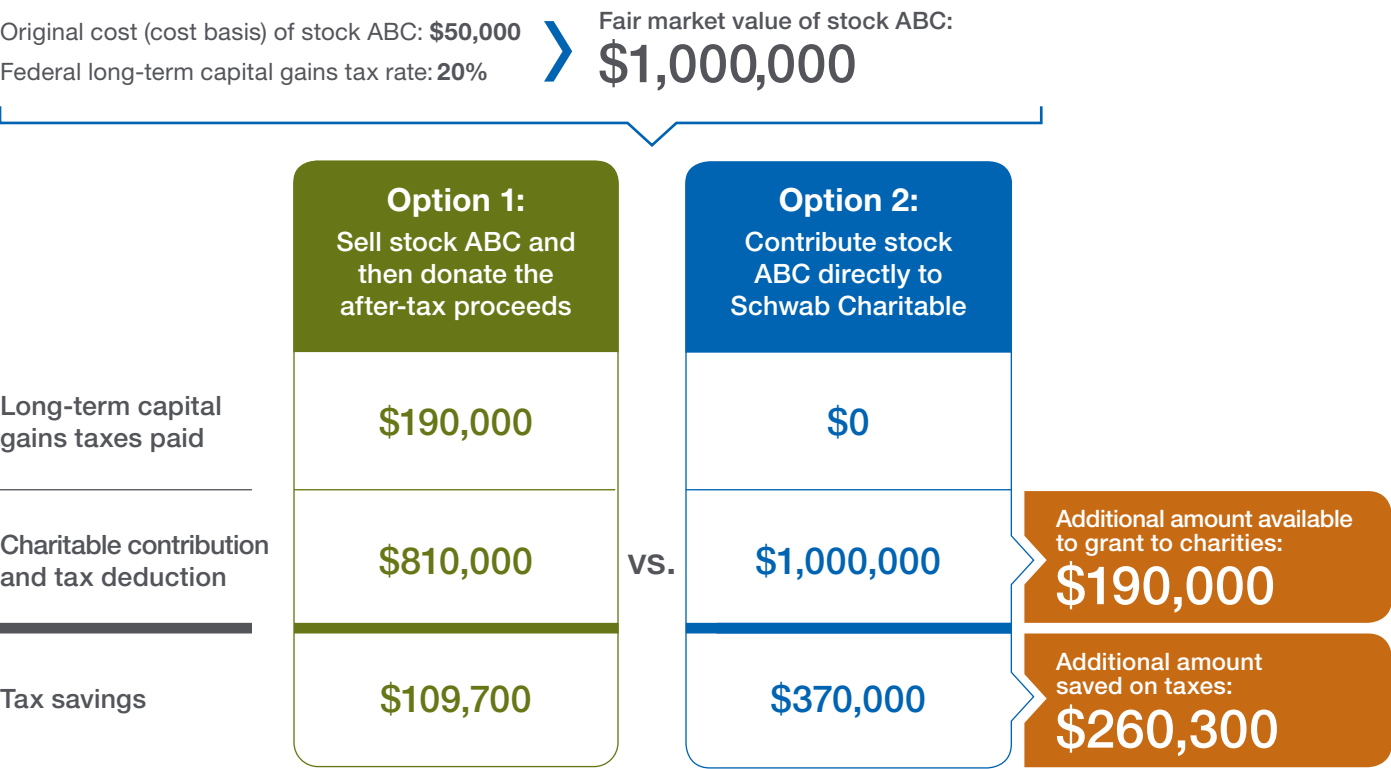 Original cost (cost basis) of stock ABC: $50,000
Federal long-term capital gains tax rate: 20%
Fair market value of stock ABC:
$1,000,000
Option 1:
Sell stock ABC and
then donate the
after-tax proceeds
Option 2:
Contribute stock
ABC directly to
Schwab Charitable
Long-term capital
gains taxes paid
$190,000
$0
Charitable contribution
and tax deduction
$810,000
vs.
$1,000,000
Additional amount available
to grant to charities:
$190,000
Tax savings
$109,700
$370,000
Additional amount
saved on taxes:
$260,300